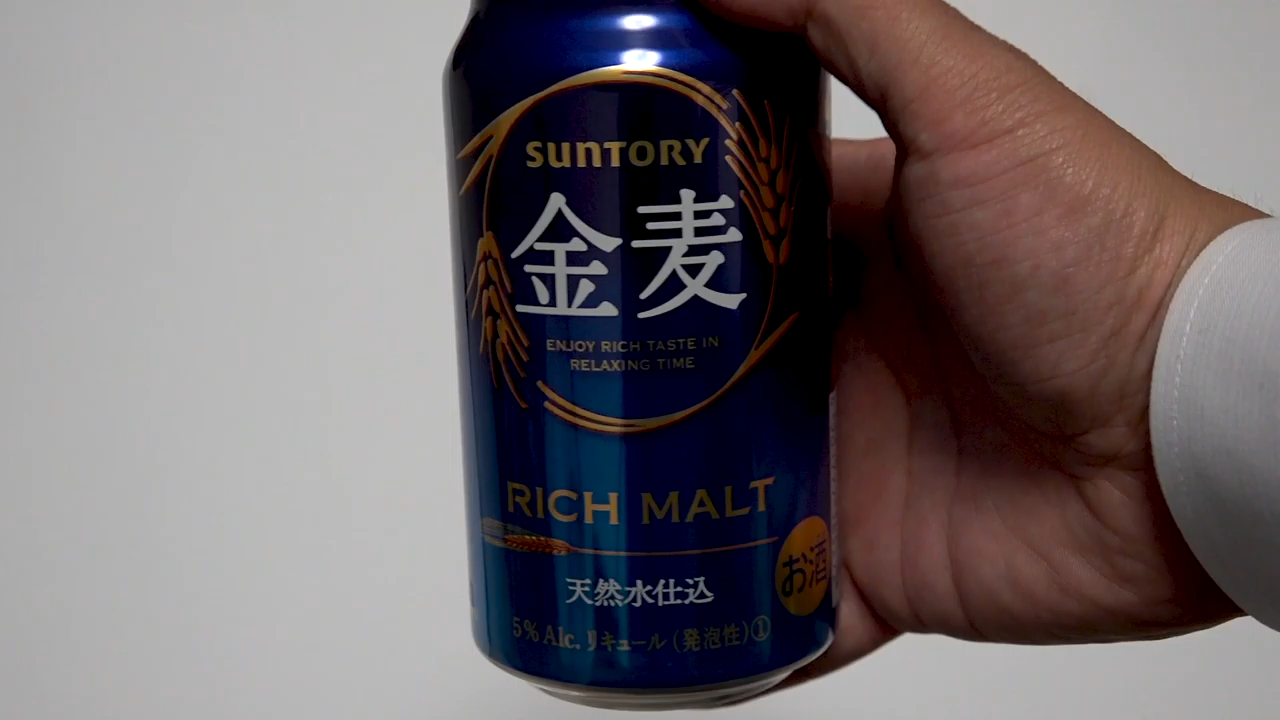 SUNTORY
金麦
ENJOY RICH TASTE IN
RELAXING TIME
RICH MALT
お酒
天然水仕込
5% Alc. リキュール (発泡性)①